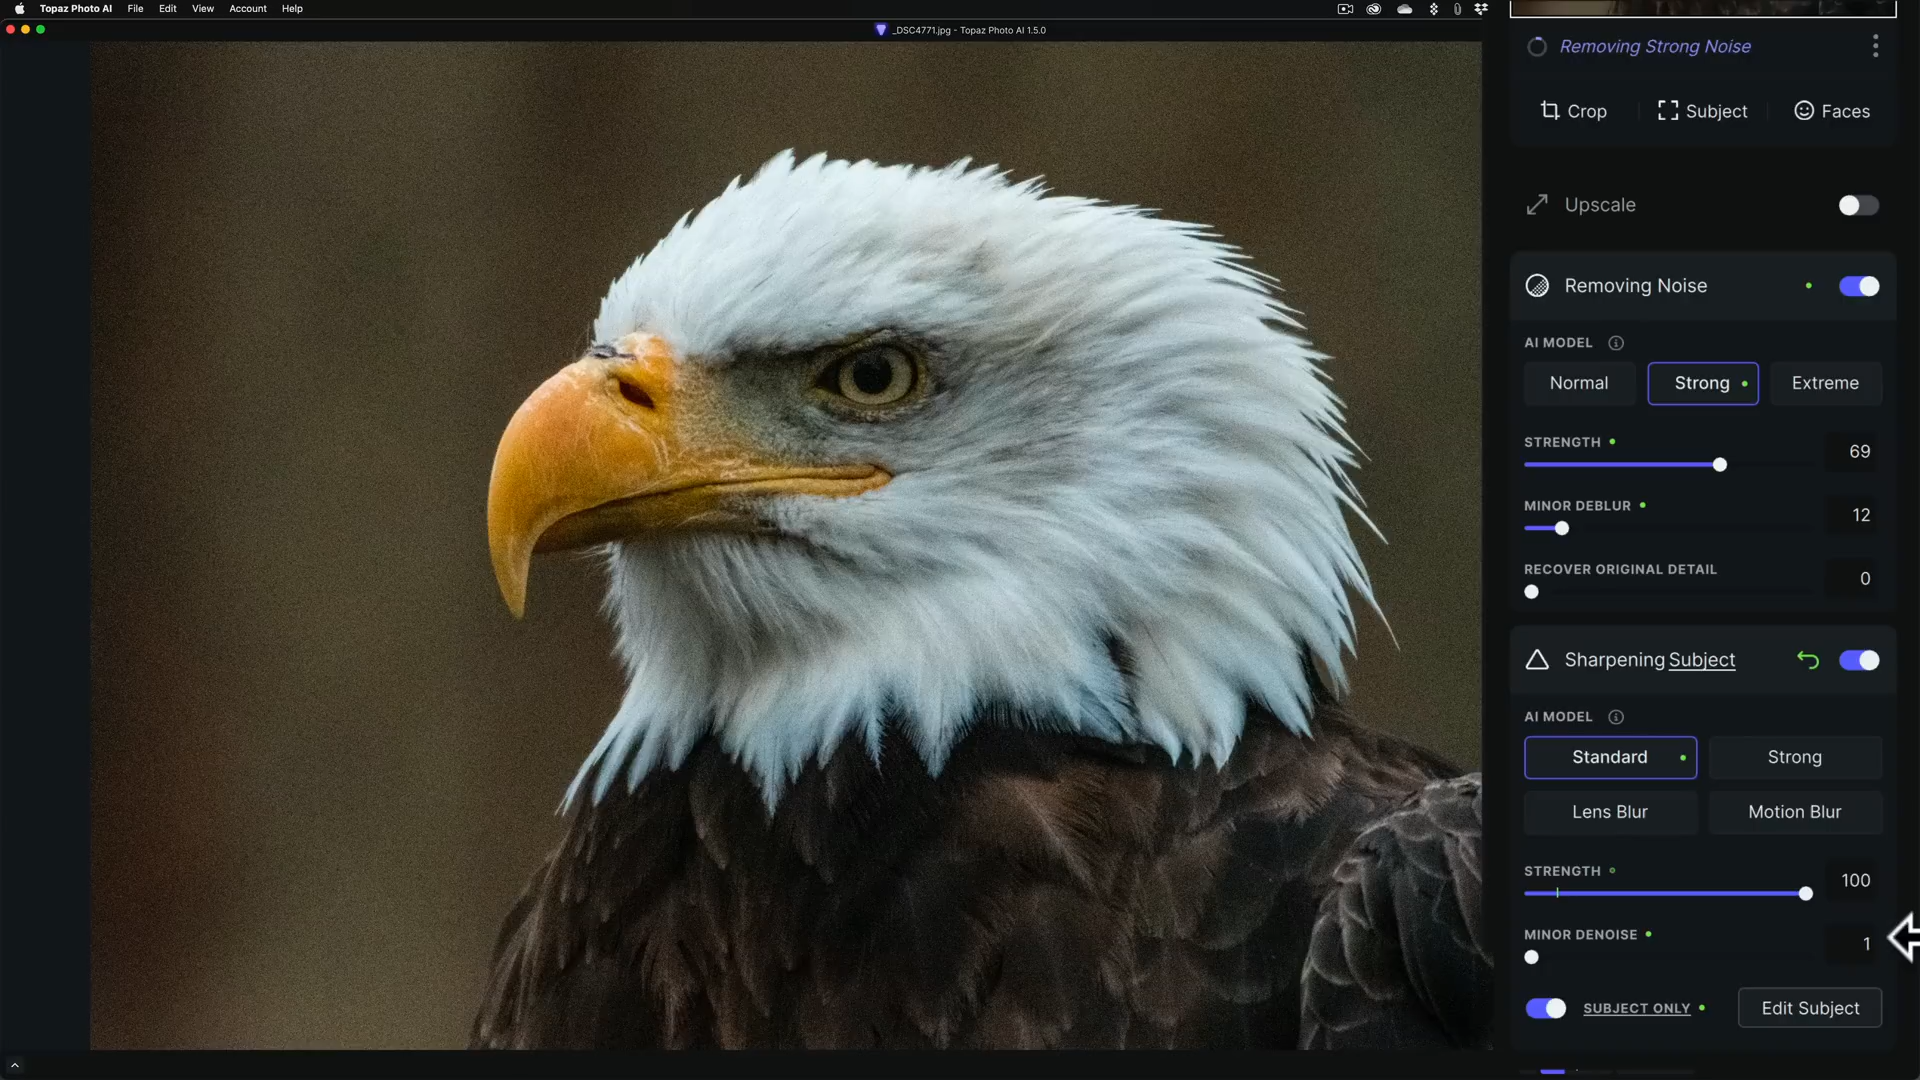 Topaz Photo AI File Edit View Account Help
_DSC4771.jpg - Topaz Photo AI 1.5.0
Removing Strong Noise
Crop Subject Faces
Upscale
Removing Noise
AI MODEL
Normal Strong Extreme
STRENGTH 69
MINOR DEBLUR 12
RECOVER ORIGINAL DETAIL 0
Sharpening Subject
AI MODEL
Standard Strong
Lens Blur Motion Blur
STRENGTH 100
MINOR DENOISE 1
SUBJECT ONLY Edit Subject